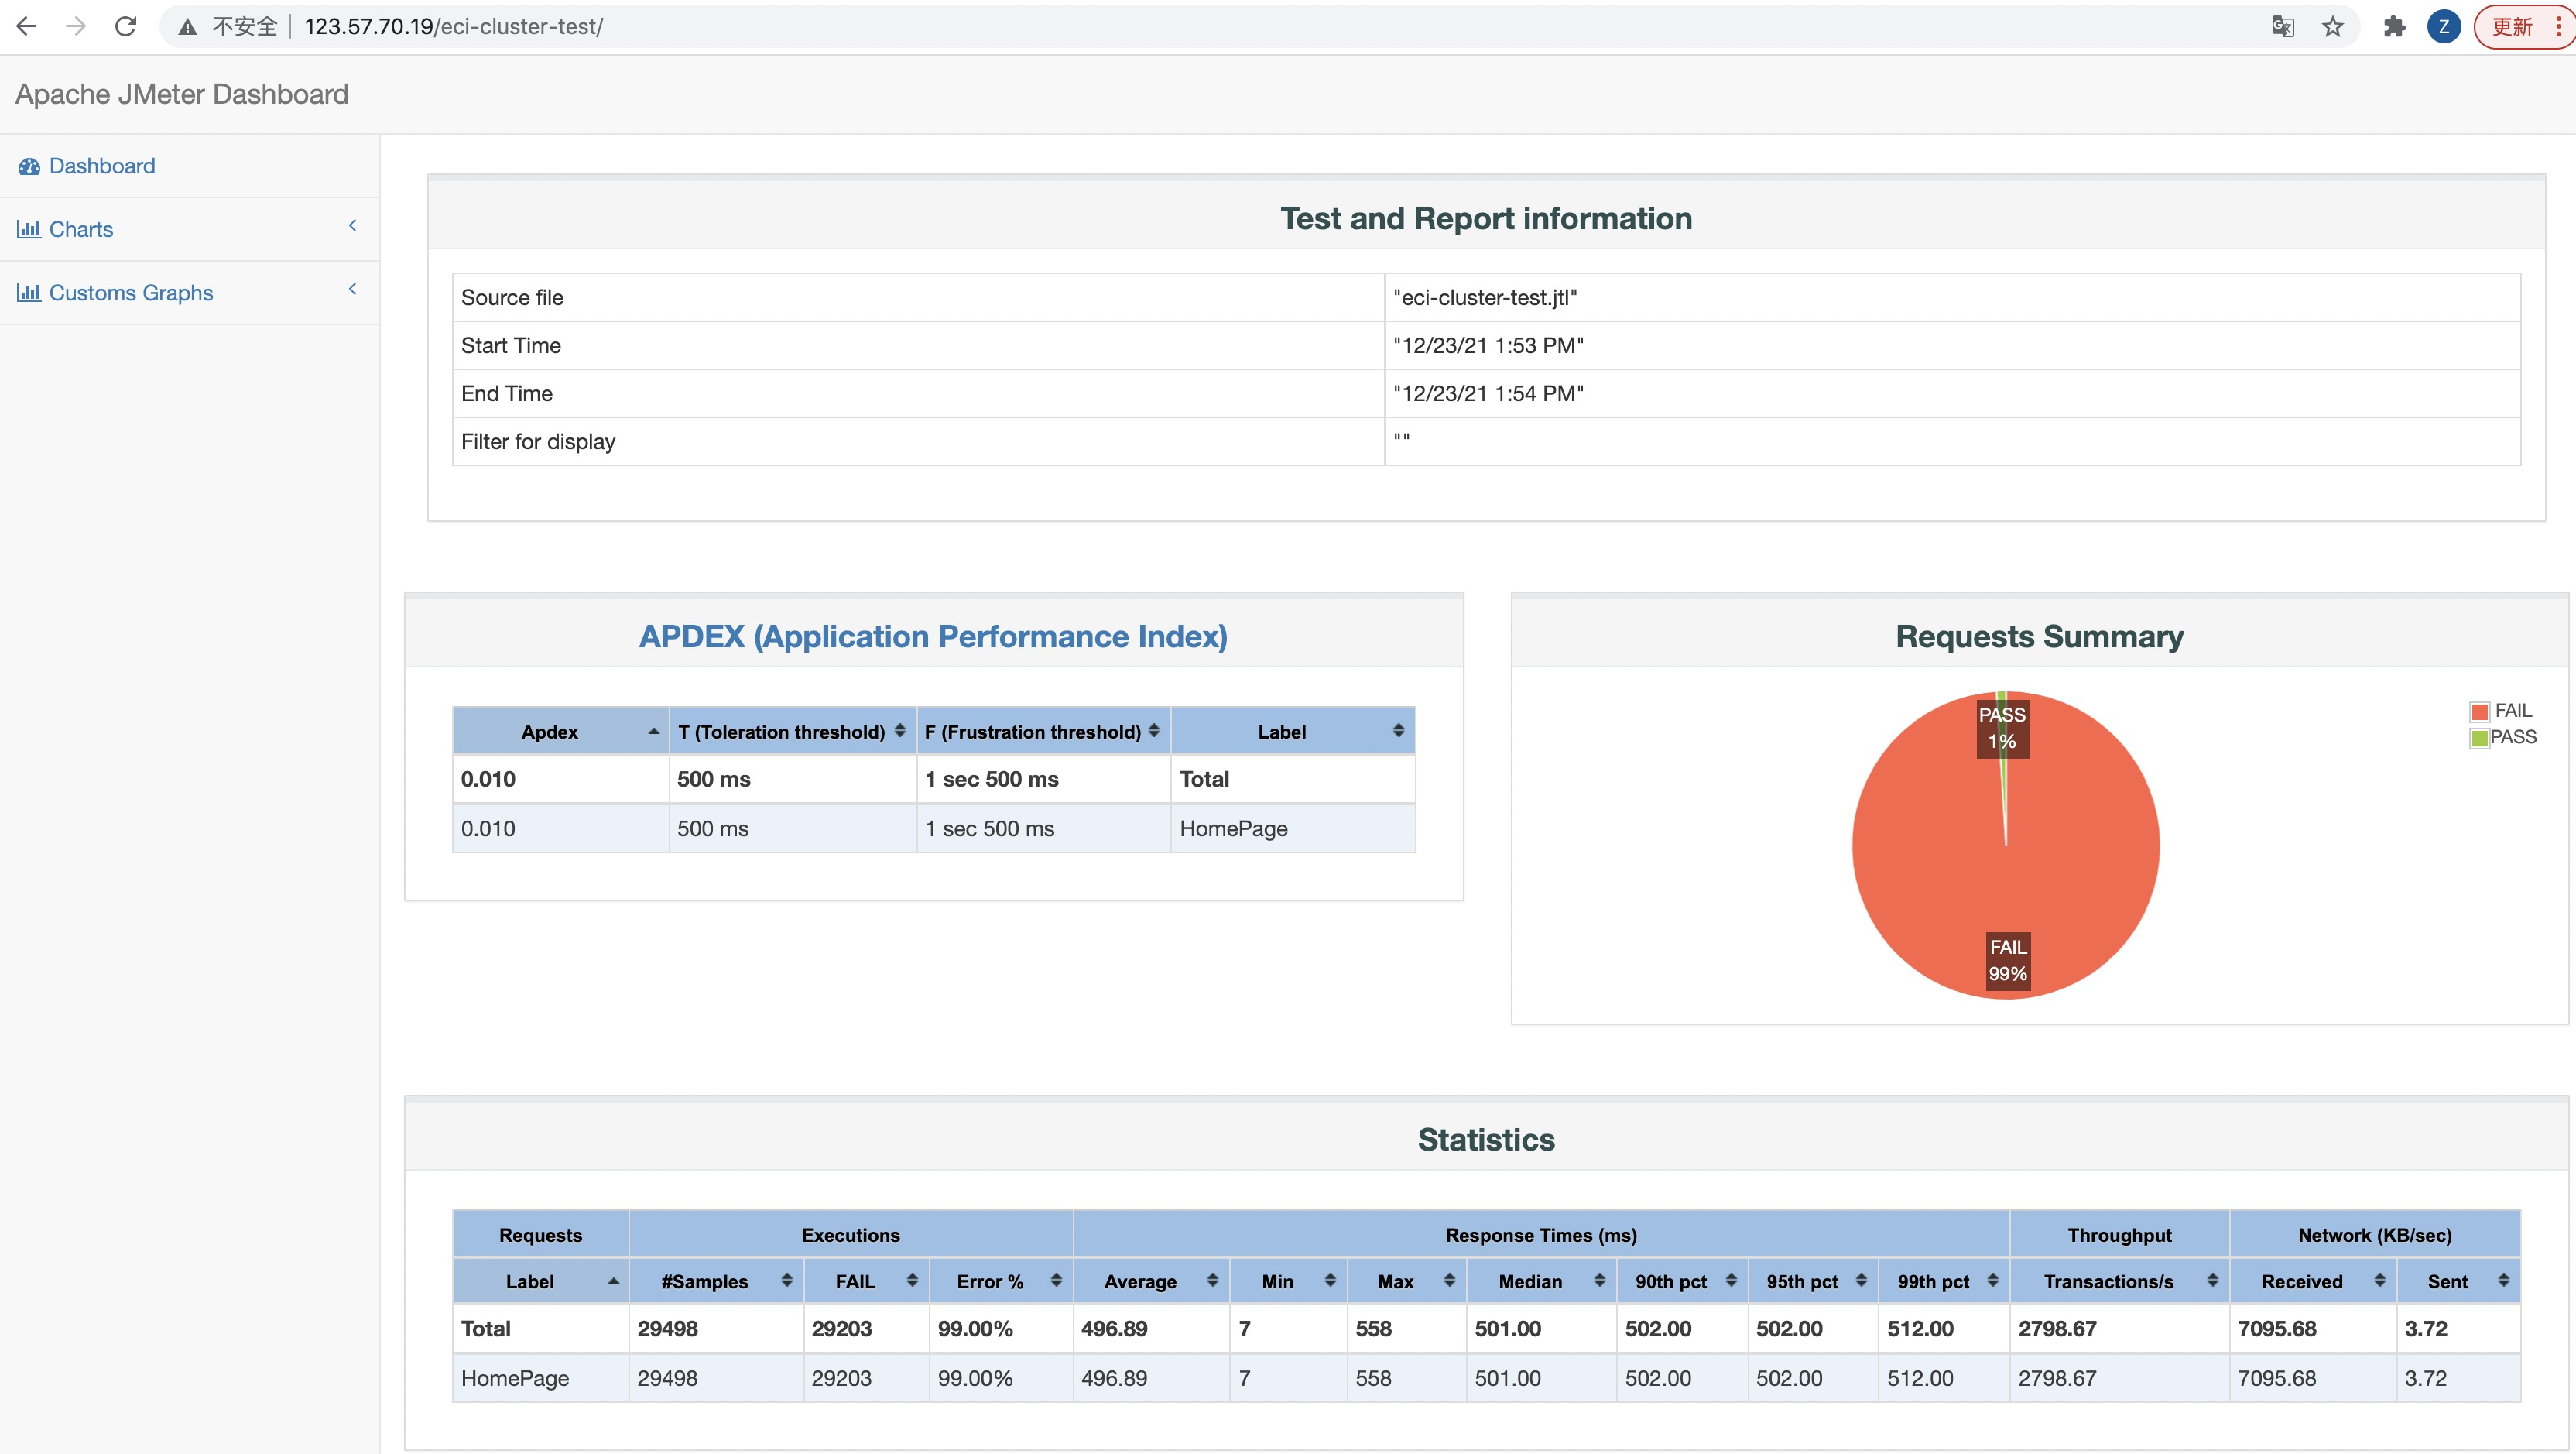 不安全 123.57.70.19/eci-cluster-test/ Z 更新
Apache JMeter Dashboard
Dashboard
Charts
Customs Graphs
Test and Report information
Source file "eci-cluster-test.jtl"
Start Time "12/23/21 1:53 PM"
End Time "12/23/21 1:54 PM"
Filter for display ""
APDEX (Application Performance Index)
Apdex T (Toleration threshold) F (Frustration threshold) Label
0.010 500 ms 1 sec 500 ms Total
0.010 500 ms 1 sec 500 ms HomePage
Requests Summary
PASS
1%
FAIL
99%
FAIL
PASS
Statistics
Requests Executions Response Times (ms) Throughput Network (KB/sec)
Label #Samples FAIL Error % Average Min Max Median 90th pct 95th pct 99th pct Transactions/s Received Sent
Total 29498 29203 99.00% 496.89 7 558 501.00 502.00 502.00 512.00 2798.67 7095.68 3.72
HomePage 29498 29203 99.00% 496.89 7 558 501.00 502.00 502.00 512.00 2798.67 7095.68 3.72